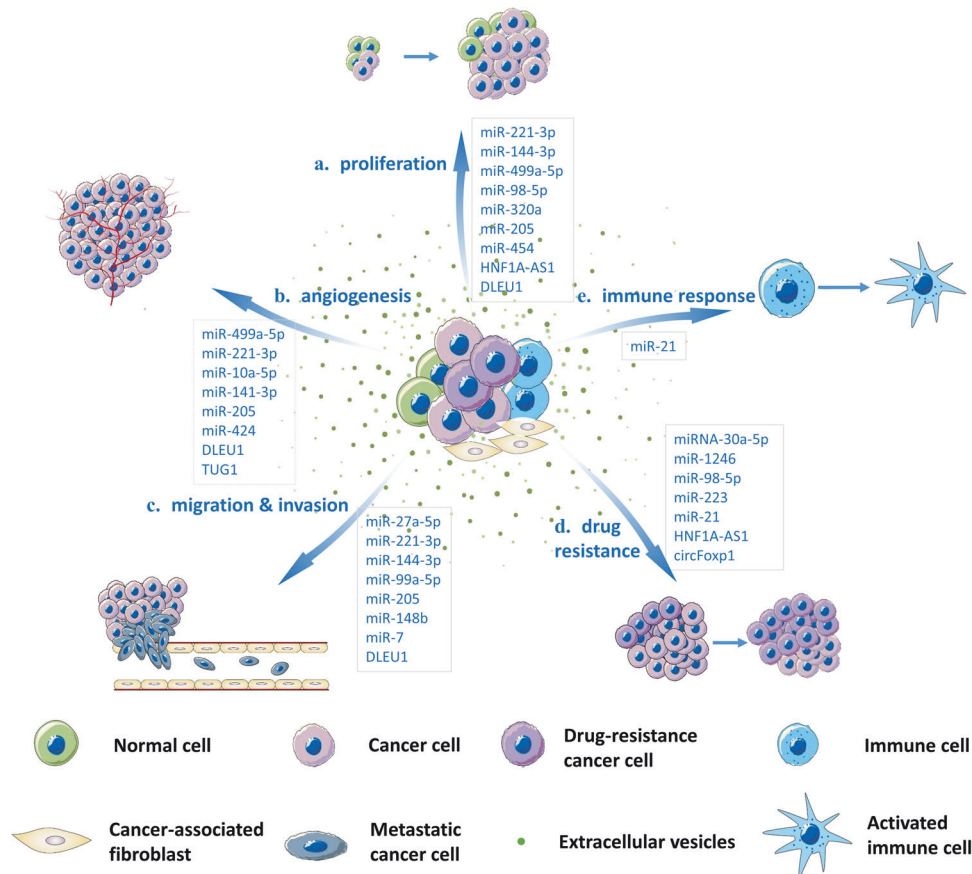 a. proliferation
miR-221-3p
miR-144-3p
miR-499a-5p
miR-98-5p
miR-320a
miR-205
miR-454
HNF1A-AS1
DLEU1
b. angiogenesis
miR-499a-5p
miR-221-3p
miR-10a-5p
miR-141-3p
miR-205
miR-424
DLEU1
TUG1
c. migration & invasion
miR-27a-5p
miR-221-3p
miR-144-3p
miR-99a-5p
miR-205
miR-148b
miR-7
DLEU1
d. drug
resistance
miRNA-30a-5p
miR-1246
miR-98-5p
miR-223
miR-21
HNF1A-AS1
circFoxp1
e. immune response
miR-21
Normal cell
Cancer cell
Drug-resistance
cancer cell
Immune cell
Cancer-associated
fibroblast
Metastatic
cancer cell
Extracellular vesicles
Activated
immune cell